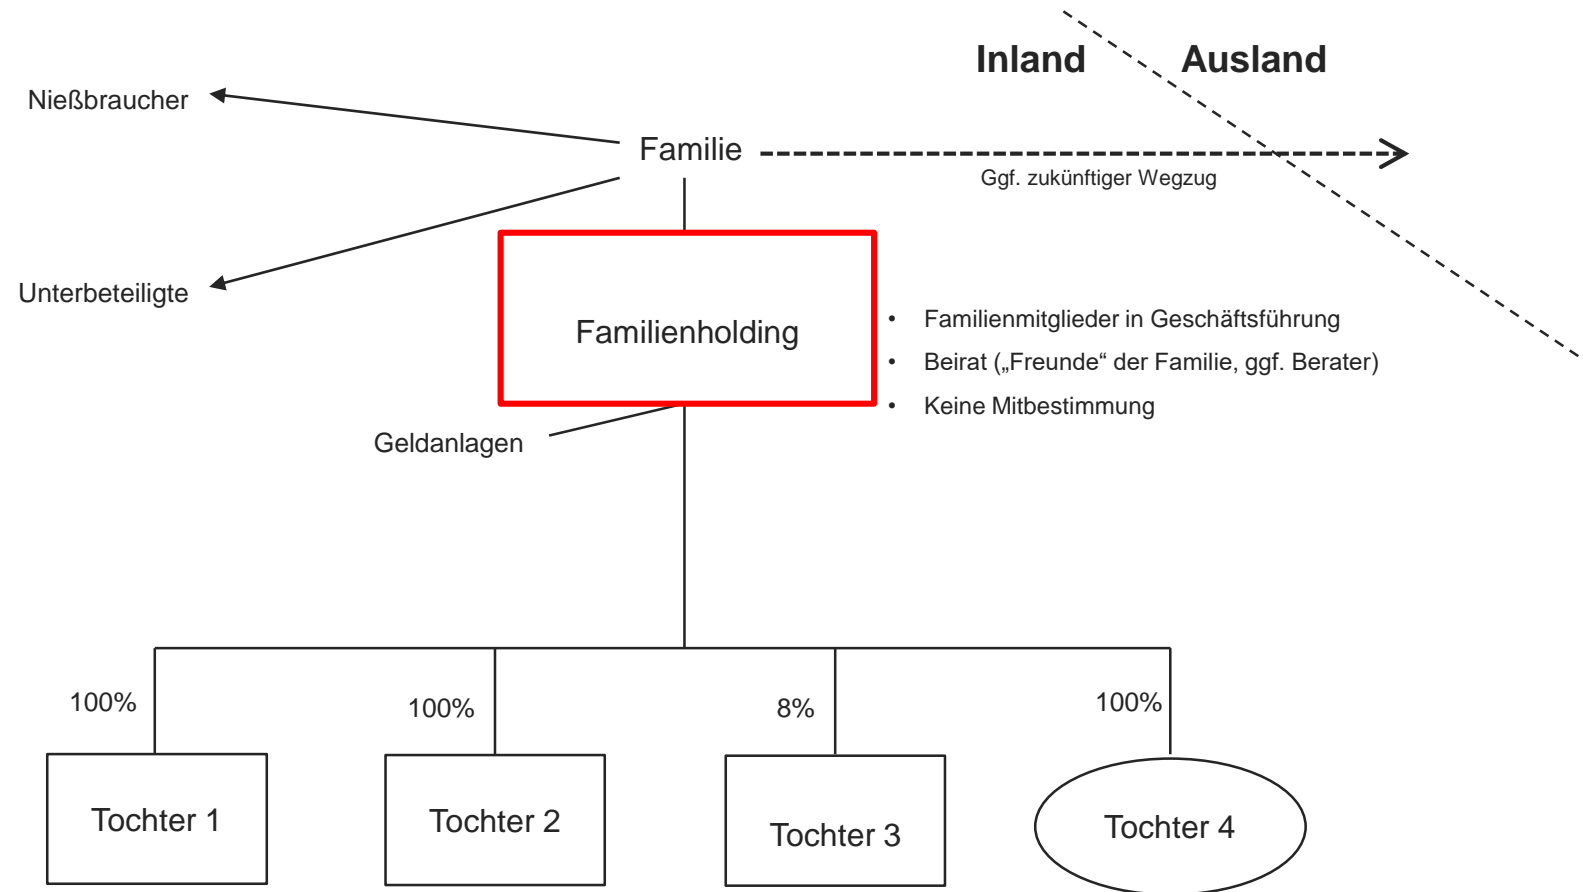 Inland
Ausland
Nießbraucher
Familie
Ggf. zukünftiger Wegzug
Unterbeteiligte
Familienholding
• Familienmitglieder in Geschäftsführung
• Beirat („Freunde“ der Familie, ggf. Berater)
• Keine Mitbestimmung
Geldanlagen
100%
100%
8%
100%
Tochter 1
Tochter 2
Tochter 3
Tochter 4